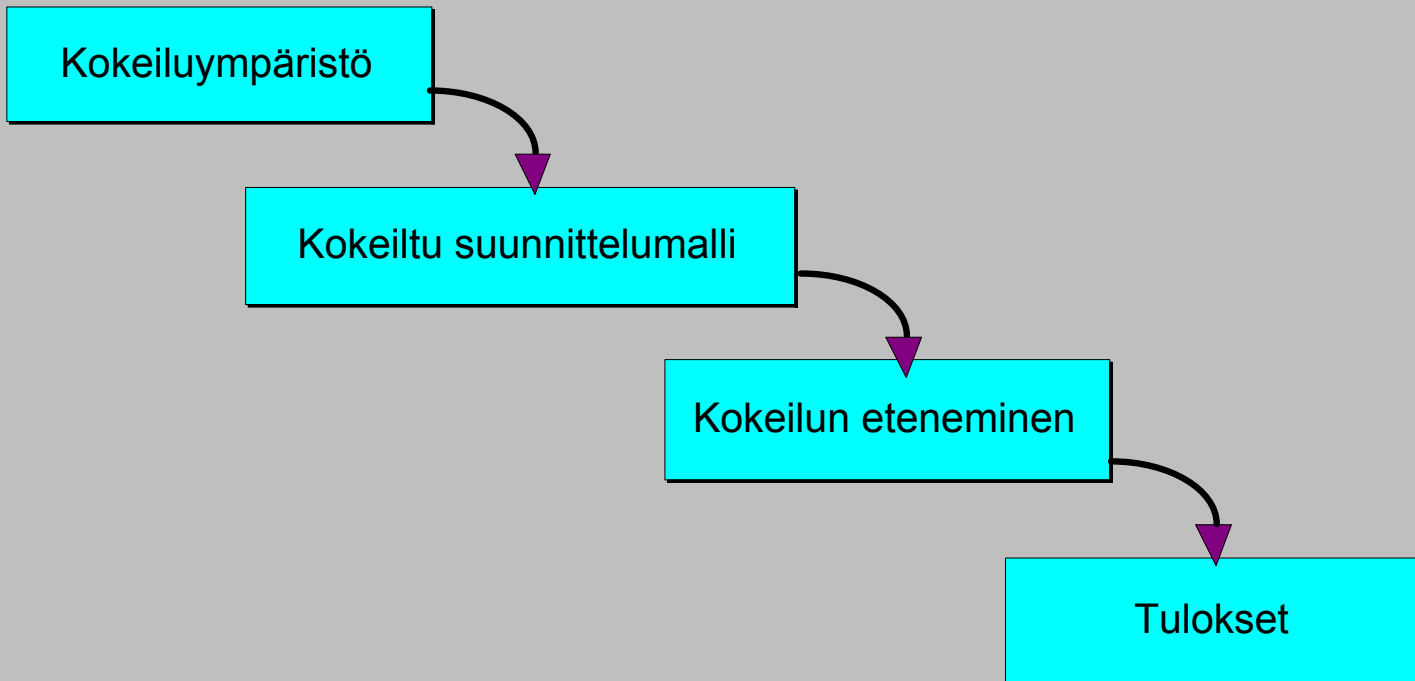 Kokeiluympäristö
Kokeiltu suunnittelumalli
Kokeilun eteneminen
Tulokset